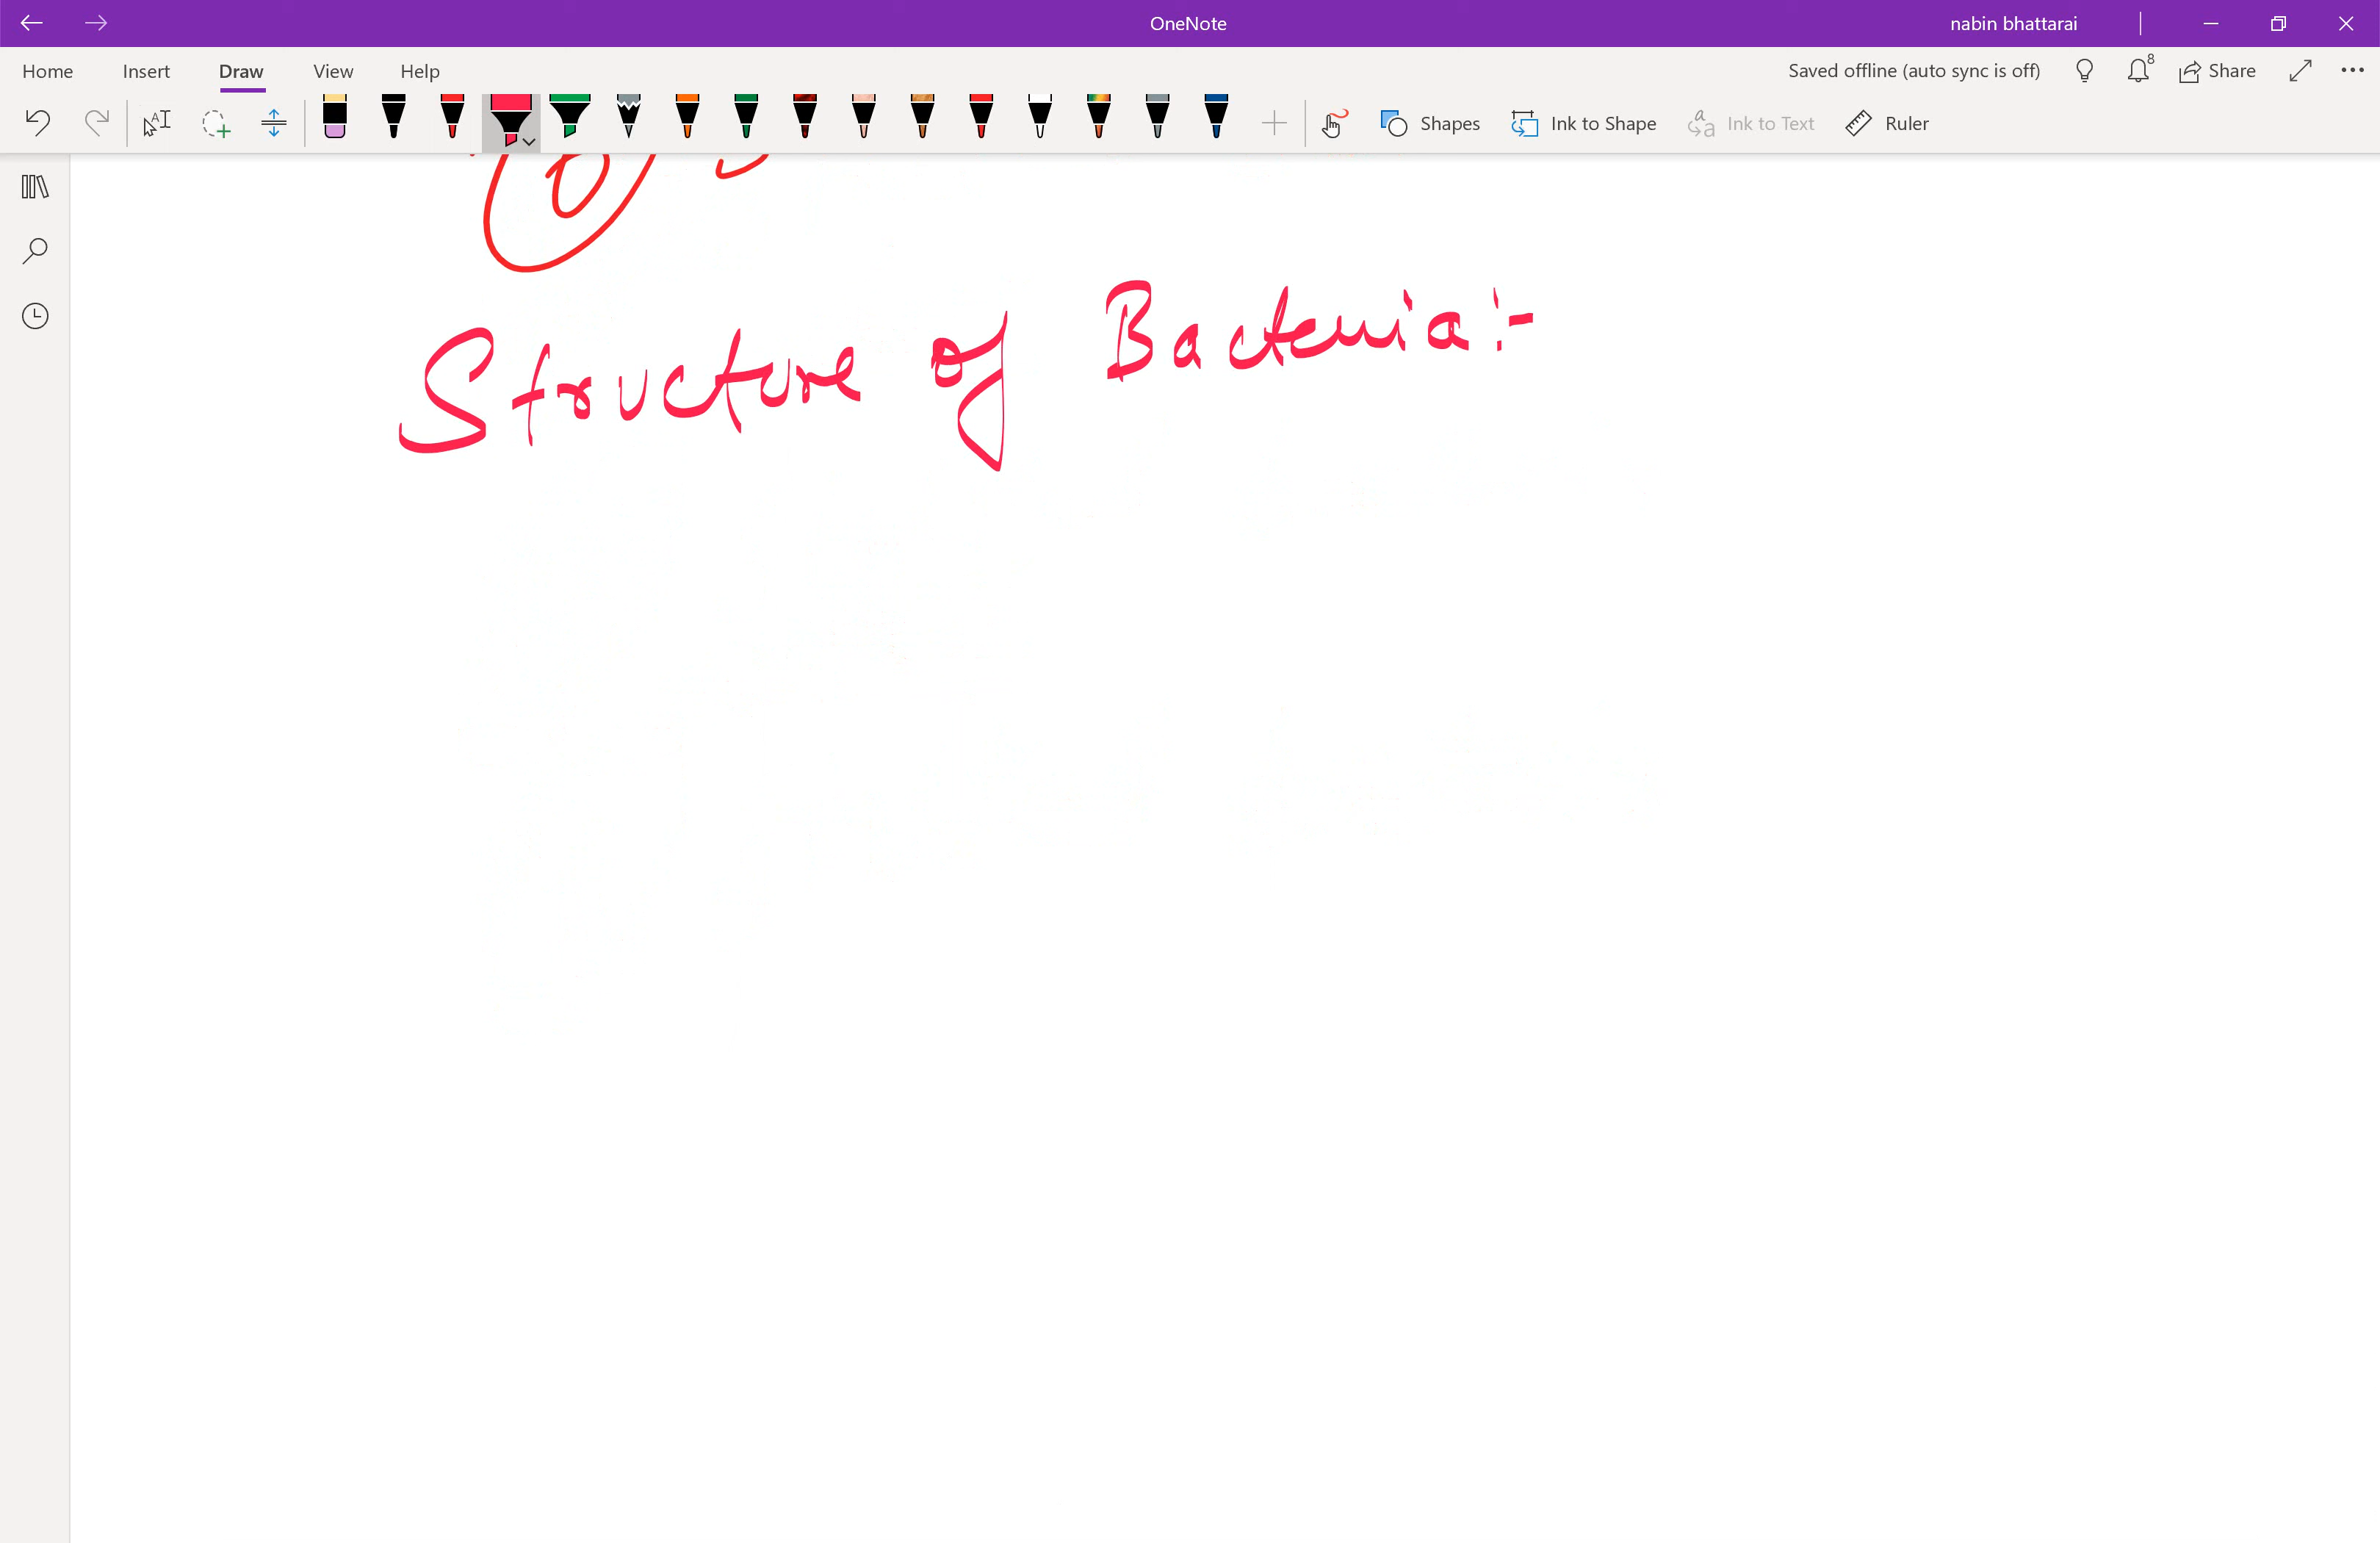 OneNote
nabin bhattarai
Home Insert Draw View Help
Saved offline (auto sync is off)
8
Share
Shapes
Ink to Shape
Ink to Text
Ruler
Structure of Bacteria:-